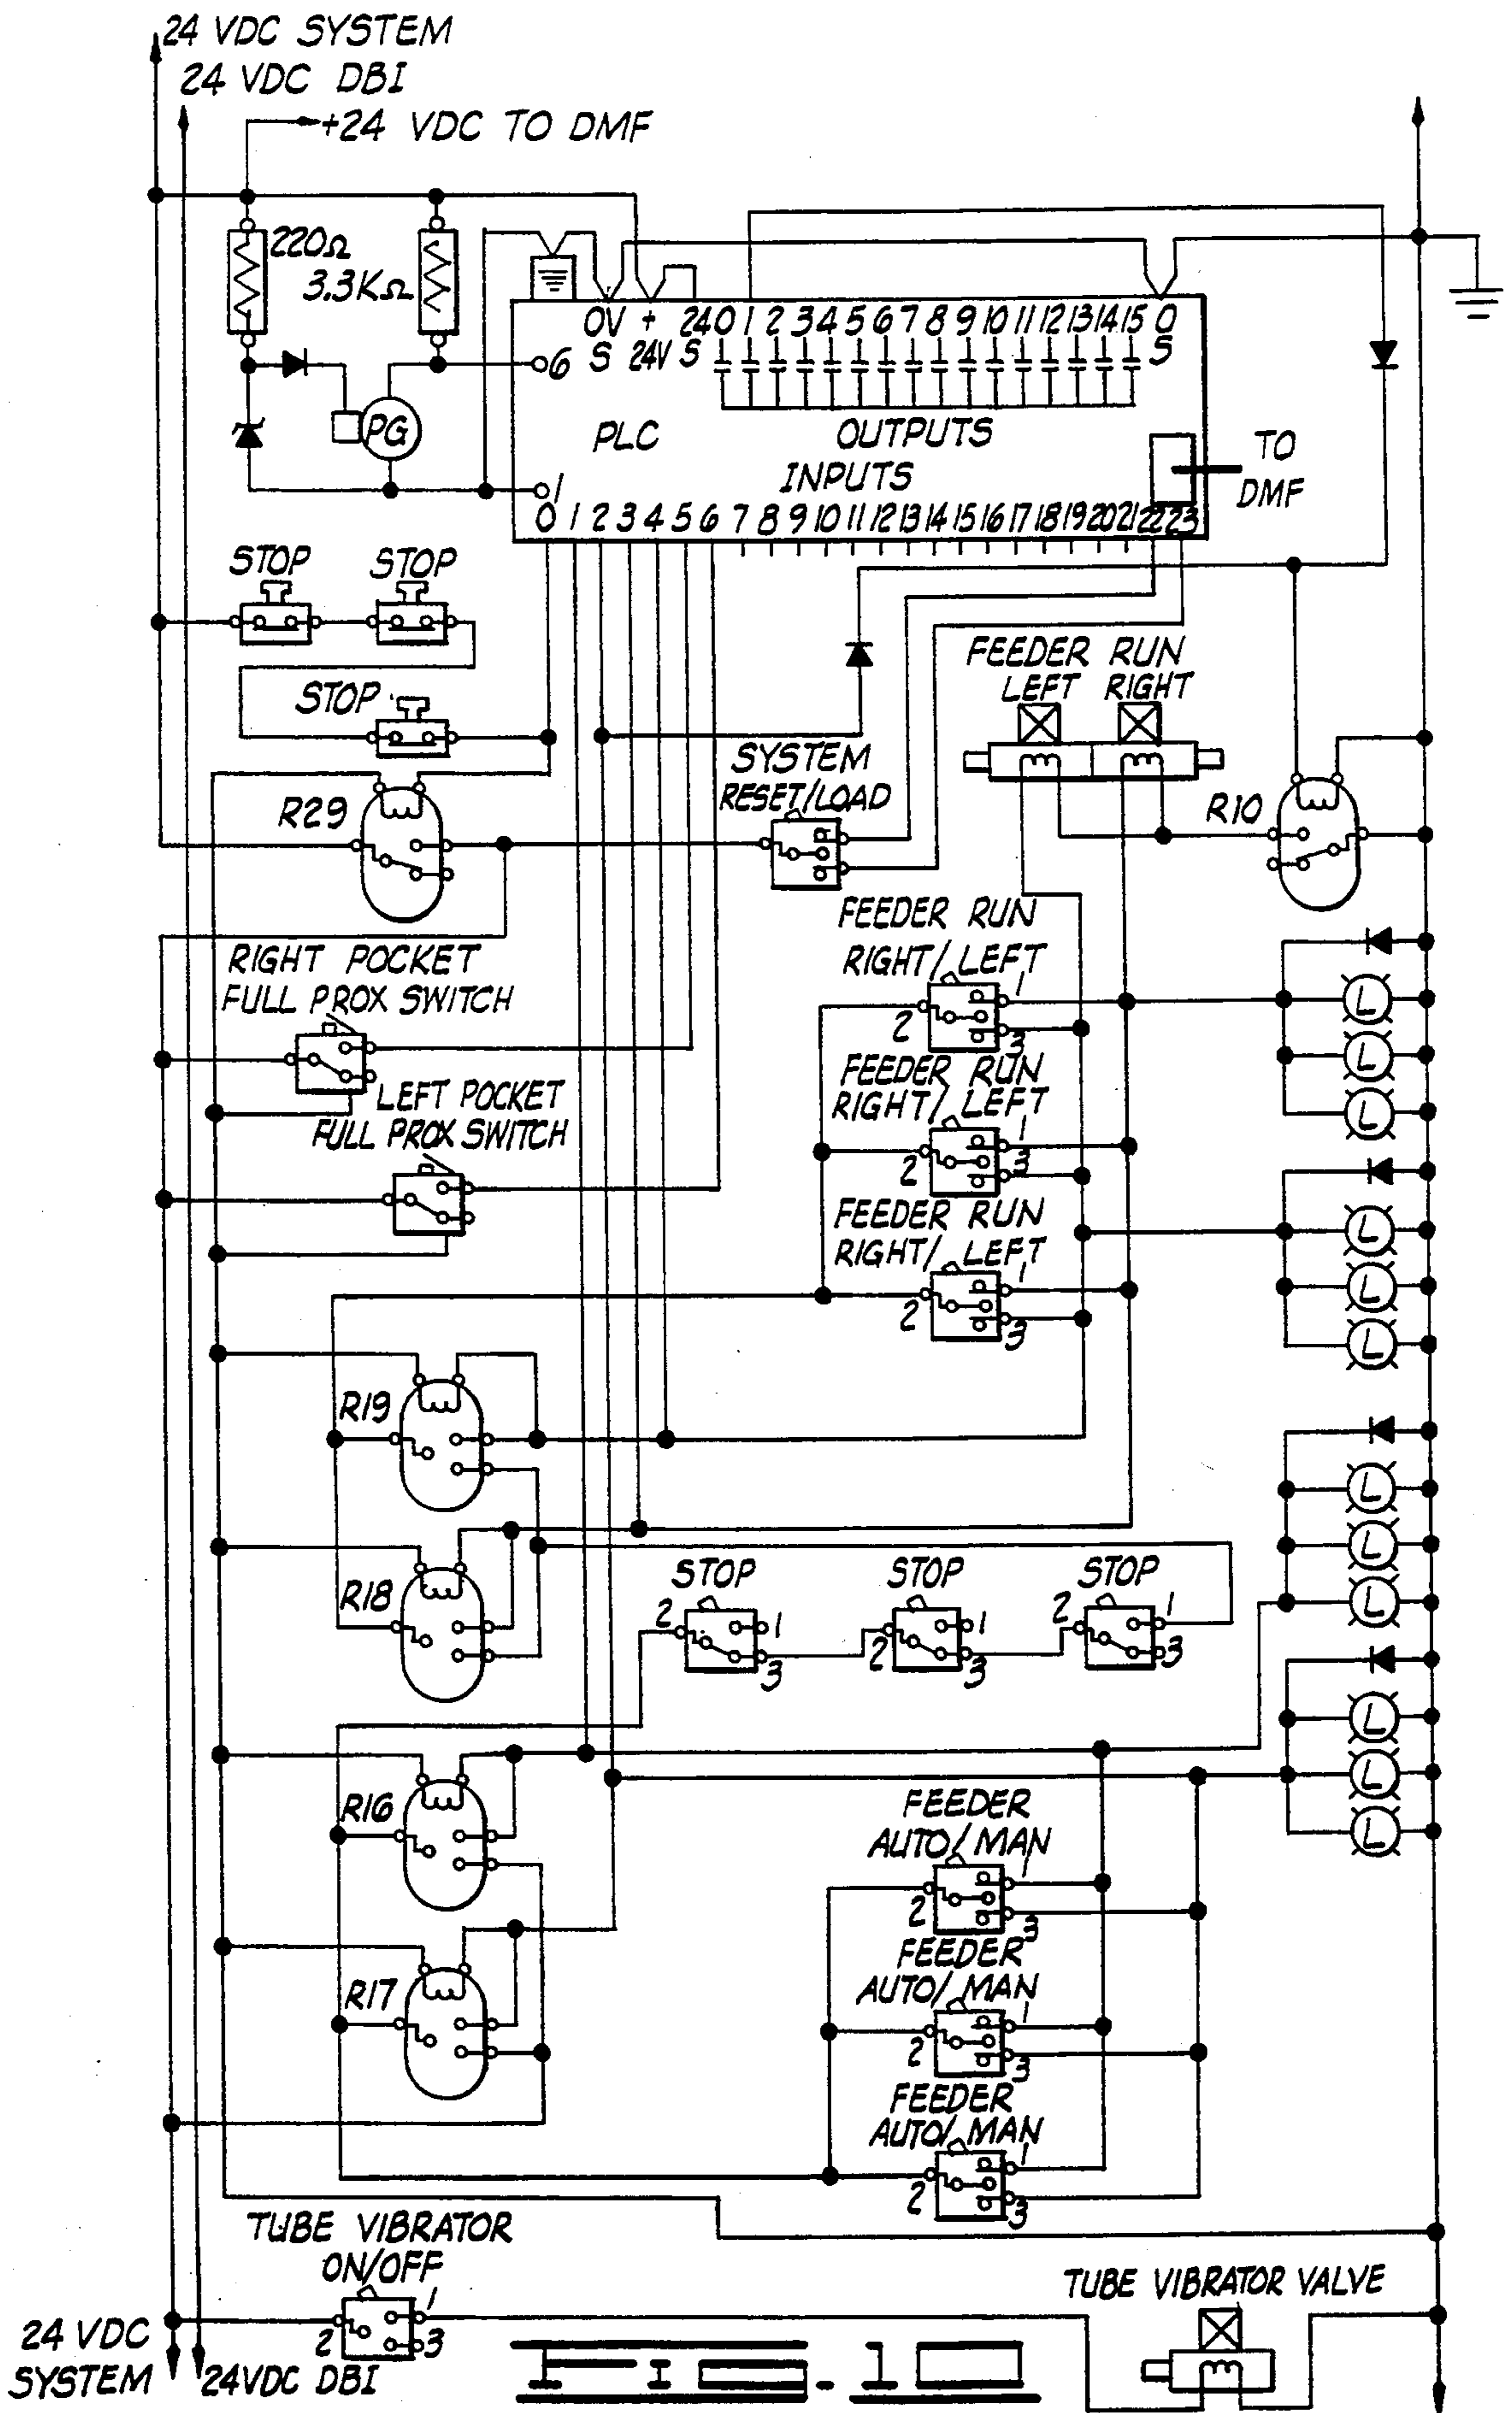 24 VDC SYSTEM
24 VDC DBI
+24 VDC TO DMF
220Ω
3.3KΩ
0V + 24 0 1 2 3 4 5 6 7 8 9 10 11 12 13 14 15 0
6 S 24V S S
PG
PLC
OUTPUTS
INPUTS
TO
DMF
1
0 1 2 3 4 5 6 7 8 9 10 11 12 13 14 15 16 17 18 19 20 21 22 23
STOP STOP
STOP
FEEDER RUN
LEFT RIGHT
SYSTEM
RESET/LOAD
R29
R10
RIGHT POCKET
FULL PROX SWITCH
LEFT POCKET
FULL PROX SWITCH
FEEDER RUN
RIGHT/LEFT
1
2
3
FEEDER RUN
RIGHT/LEFT
1
2
3
FEEDER RUN
RIGHT/LEFT
1
2
3
L
L
L
L
L
L
R19
R18
STOP STOP STOP
2 1 2 1 2 1
3 3 3
L
L
L
L
L
L
R16
R17
FEEDER
AUTO/MAN
1
2
3
FEEDER
AUTO/MAN
1
2
3
FEEDER
AUTO/MAN
1
2
3
TUBE VIBRATOR
ON/OFF
1
2 3
TUBE VIBRATOR VALVE
24 VDC
SYSTEM
24VDC DBI
FIG-10